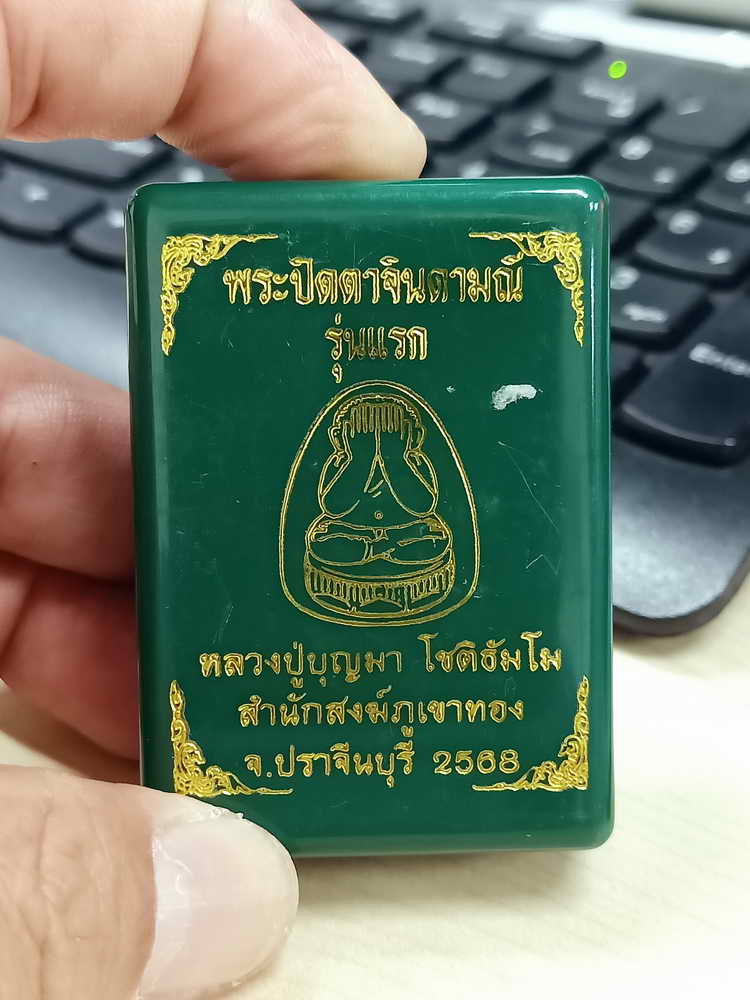 พระปิดตาจินดามณี
รุ่นแรก
หลวงปู่บุญมา โชติธัมโม
สำนักสงฆ์ภูเขาทอง
จ.ปราจีนบุรี 2568
Enter